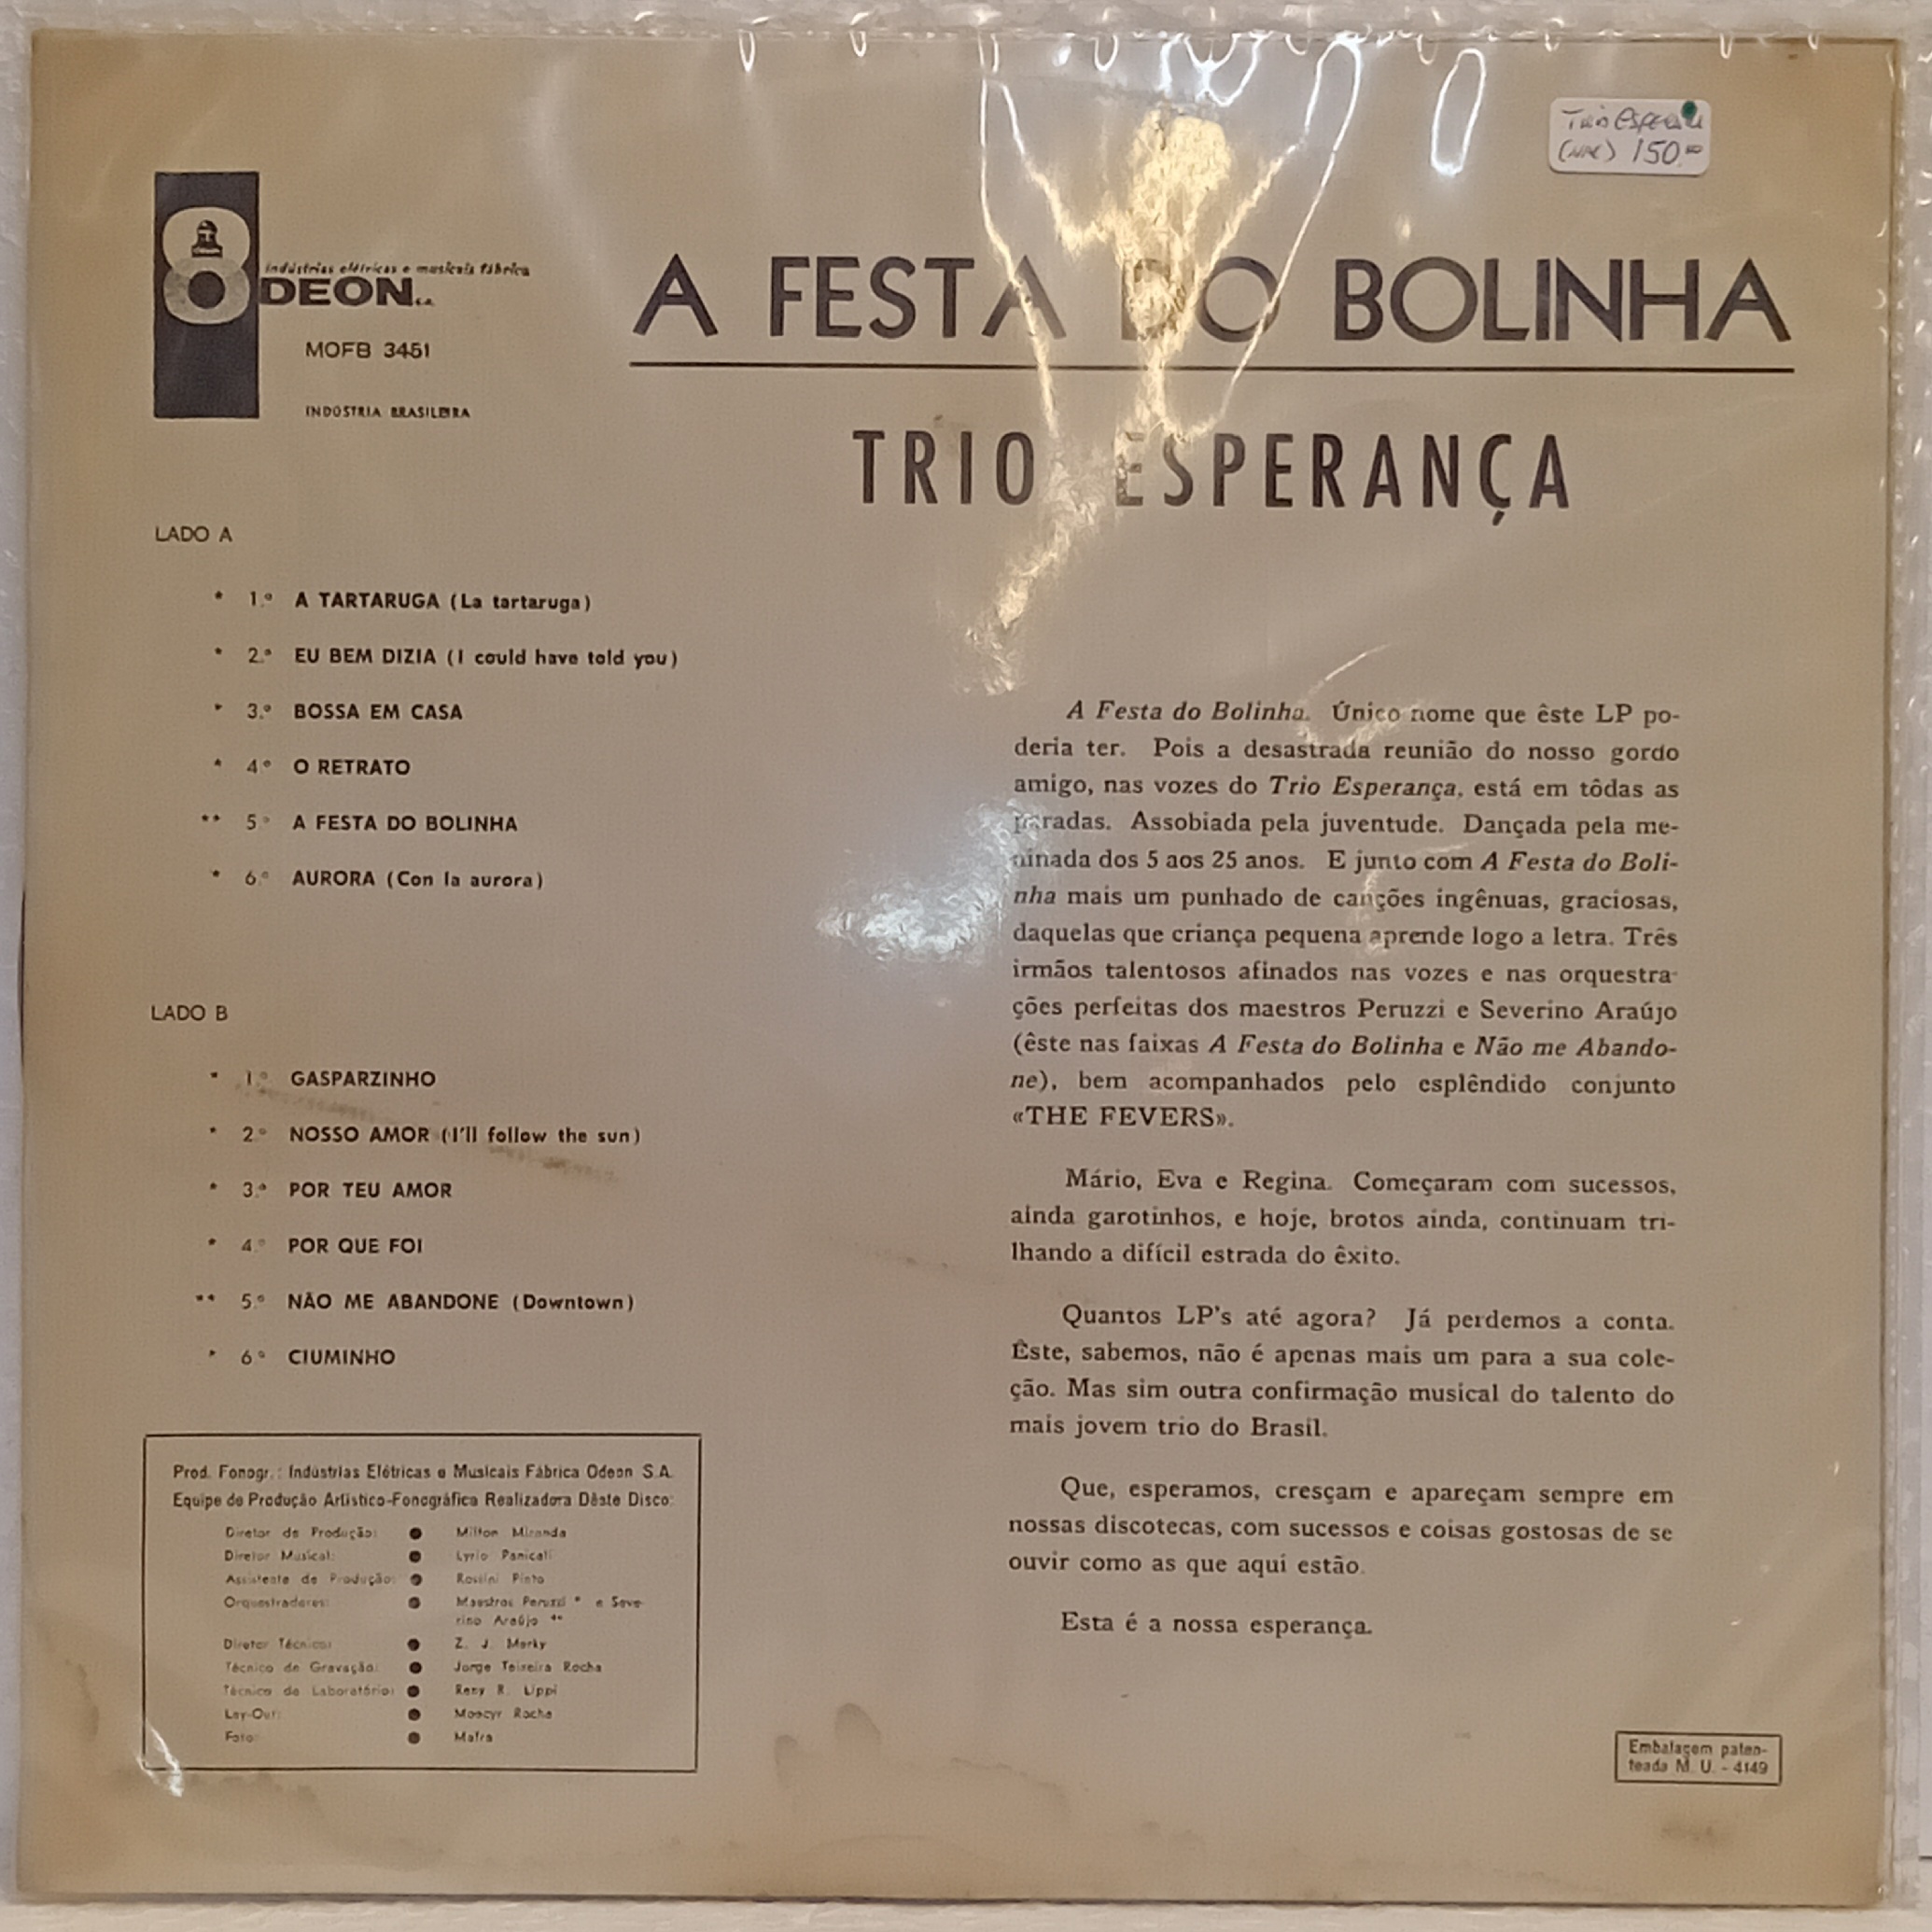 Trio Esperança
150,00
indústrias elétricas e musicais fábrica
ODEON S.A.
MOFB 3451
INDÚSTRIA BRASILEIRA
A FESTA DO BOLINHA
TRIO ESPERANÇA
LADO A
* 1.º A TARTARUGA (La tartaruga)
* 2.º EU BEM DIZIA (I could have told you)
* 3.º BOSSA EM CASA
* 4.º O RETRATO
** 5.º A FESTA DO BOLINHA
* 6.º AURORA (Con la aurora)
LADO B
* 1.º GASPARZINHO
* 2.º NOSSO AMOR (I'll follow the sun)
* 3.º POR TEU AMOR
* 4.º POR QUE FOI
** 5.º NÃO ME ABANDONE (Downtown)
* 6.º CIUMINHO
Prod. Fonogr.: Indústrias Elétricas e Musicais Fábrica Odeon S.A.
Equipe de Produção Artístico-Fonográfica Realizadora Dêste Disco:
Diretor de Produção: ● Milton Miranda
Diretor Musical: ● Lyrio Panicali
Assistente de Produção: ● Rossini Pinto
Orquestradores: ● Maestros Peruzzi * e Seve-
rino Araújo **
Diretor Técnico: ● Z. J. Merky
Técnico de Gravação: ● Jorge Teixeira Rocha
Técnico de Laboratório: ● Reny R. Lippi
Lay-Out: ● Moacyr Rocha
Foto: ● Mafra
A Festa do Bolinha. Único nome que êste LP po-
deria ter. Pois a desastrada reunião do nosso gordo
amigo, nas vozes do Trio Esperança, está em tôdas as
paradas. Assobiada pela juventude. Dançada pela me-
ninada dos 5 aos 25 anos. E junto com A Festa do Boli-
nha mais um punhado de canções ingênuas, graciosas,
daquelas que criança pequena aprende logo a letra. Três
irmãos talentosos afinados nas vozes e nas orquestra-
ções perfeitas dos maestros Peruzzi e Severino Araújo
(êste nas faixas A Festa do Bolinha e Não me Abando-
ne), bem acompanhados pelo esplêndido conjunto
«THE FEVERS».
Mário, Eva e Regina. Começaram com sucessos,
ainda garotinhos, e hoje, brotos ainda, continuam tri-
lhando a difícil estrada do êxito.
Quantos LP's até agora? Já perdemos a conta.
Êste, sabemos, não é apenas mais um para a sua cole-
ção. Mas sim outra confirmação musical do talento do
mais jovem trio do Brasil.
Que, esperamos, cresçam e apareçam sempre em
nossas discotecas, com sucessos e coisas gostosas de se
ouvir como as que aquí estão.
Esta é a nossa esperança.
Embalagem paten-
teada M. U. - 4149